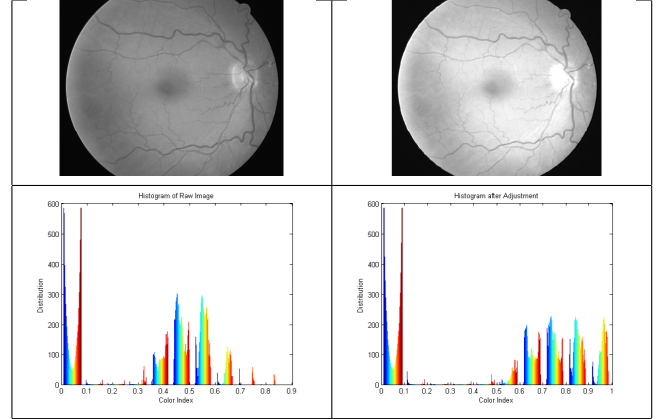 Histogram of Raw Image
600
500
400
300
200
100
0
Distribution
0 0.1 0.2 0.3 0.4 0.5 0.6 0.7 0.8 0.9
Color Index
Histogram after Adjustment
600
500
400
300
200
100
0
Distribution
0 0.1 0.2 0.3 0.4 0.5 0.6 0.7 0.8 0.9 1
Color Index